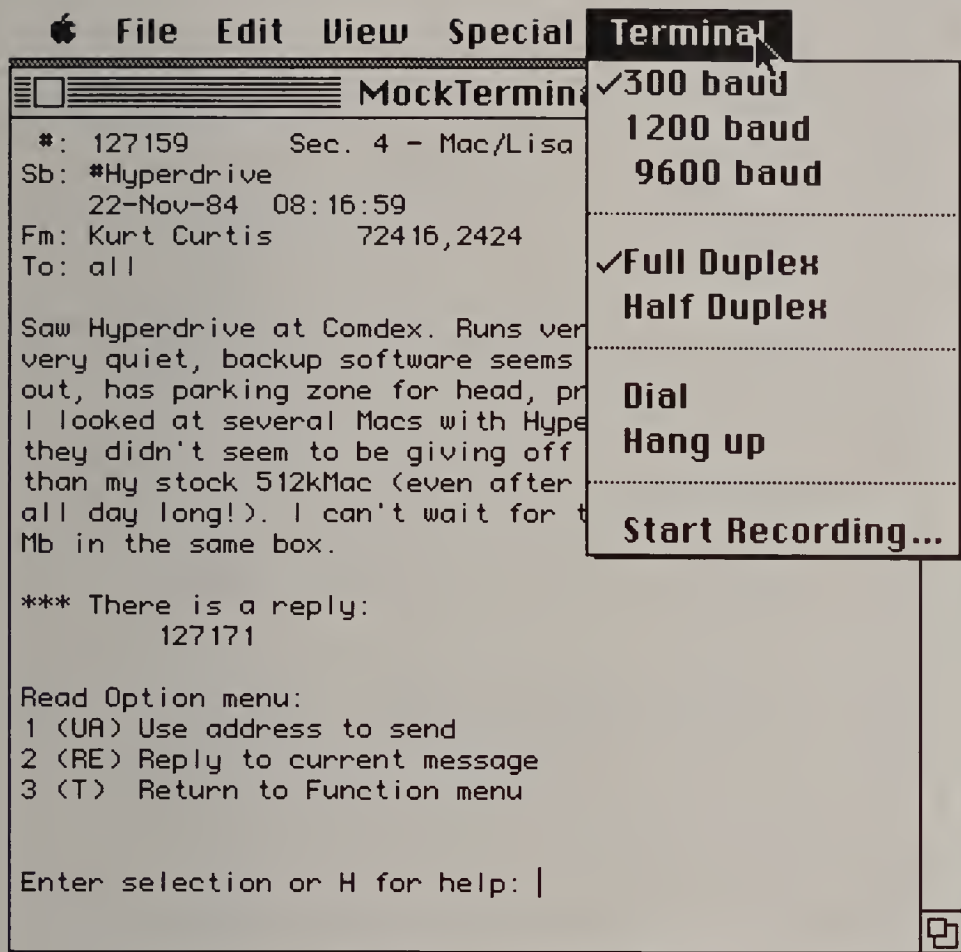 File Edit View Special Terminal
MockTermina
#: 127159 Sec. 4 - Mac/Lisa
Sb: #Hyperdrive
22-Nov-84 08:16:59
Fm: Kurt Curtis 72416,2424
To: all
Saw Hyperdrive at Comdex. Runs ver
very quiet, backup software seems
out, has parking zone for head, pr
I looked at several Macs with Hype
they didn't seem to be giving off
than my stock 512kMac (even after
all day long!). I can't wait for t
Mb in the same box.
*** There is a reply:
127171
Read Option menu:
1 (UA) Use address to send
2 (RE) Reply to current message
3 (T) Return to Function menu
Enter selection or H for help:
✓300 baud
1200 baud
9600 baud
✓Full Duplex
Half Duplex
Dial
Hang up
Start Recording...